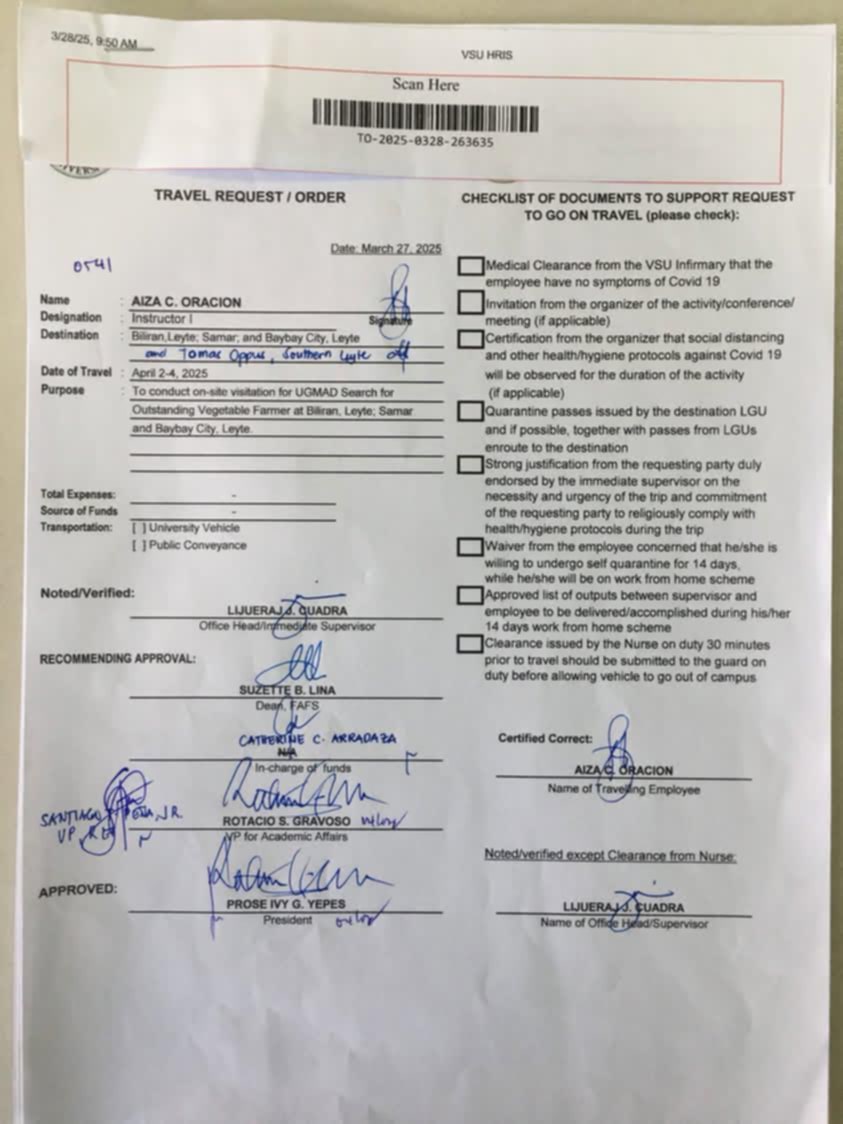 3/28/25, 9:50 AM
VSU HRIS
Scan Here
TO-2025-0328-263635
TRAVEL REQUEST / ORDER
Date: March 27, 2025
0541
Name : AIZA C. ORACION
Signature
Designation : Instructor I
Destination : Biliran,Leyte; Samar; and Baybay City, Leyte
and Tomas Oppus, Southern Leyte
Date of Travel : April 2-4, 2025
Purpose : To conduct on-site visitation for UGMAD Search for
Outstanding Vegetable Farmer at Biliran, Leyte; Samar
and Baybay City, Leyte.
Total Expenses: -
Source of Funds -
Transportation: [ ] University Vehicle
[ ] Public Conveyance
Noted/Verified:
LIJUERAJ J. CUADRA
Office Head/Immediate Supervisor
RECOMMENDING APPROVAL:
SUZETTE B. LINA
Dean, FAFS
CATHERINE C. ARRADAZA
N/A
In-charge of funds
SANTIAGO PEÑA, JR.
VP, RE
ROTACIO S. GRAVOSO
VP for Academic Affairs
APPROVED:
PROSE IVY G. YEPES
President
CHECKLIST OF DOCUMENTS TO SUPPORT REQUEST
TO GO ON TRAVEL (please check):
Medical Clearance from the VSU Infirmary that the
employee have no symptoms of Covid 19
Invitation from the organizer of the activity/conference/
meeting (if applicable)
Certification from the organizer that social distancing
and other health/hygiene protocols against Covid 19
will be observed for the duration of the activity
(if applicable)
Quarantine passes issued by the destination LGU
and if possible, together with passes from LGUs
enroute to the destination
Strong justification from the requesting party duly
endorsed by the immediate supervisor on the
necessity and urgency of the trip and commitment
of the requesting party to religiously comply with
health/hygiene protocols during the trip
Waiver from the employee concerned that he/she is
willing to undergo self quarantine for 14 days,
while he/she will be on work from home scheme
Approved list of outputs between supervisor and
employee to be delivered/accomplished during his/her
14 days work from home scheme
Clearance issued by the Nurse on duty 30 minutes
prior to travel should be submitted to the guard on
duty before allowing vehicle to go out of campus
Certified Correct:
AIZA C. ORACION
Name of Travelling Employee
Noted/verified except Clearance from Nurse:
LIJUERAJ J. CUADRA
Name of Office Head/Supervisor